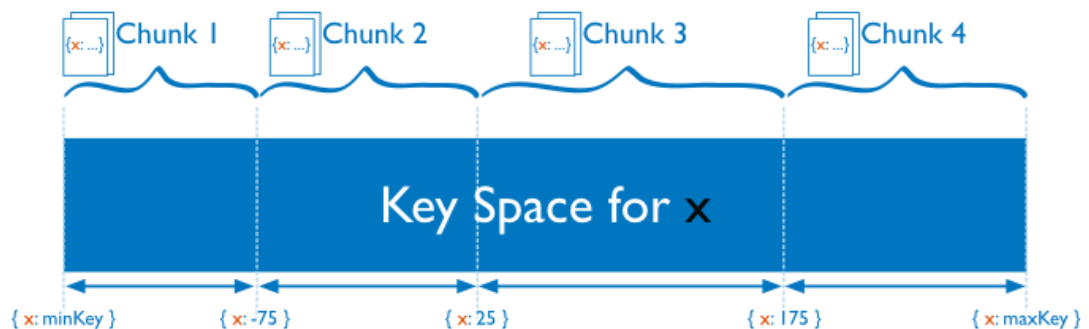 {x: ...} Chunk 1 {x: ...} Chunk 2 {x: ...} Chunk 3 {x: ...} Chunk 4
Key Space for x
{ x: minKey } { x: -75 } { x: 25 } { x: 175 } { x: maxKey }